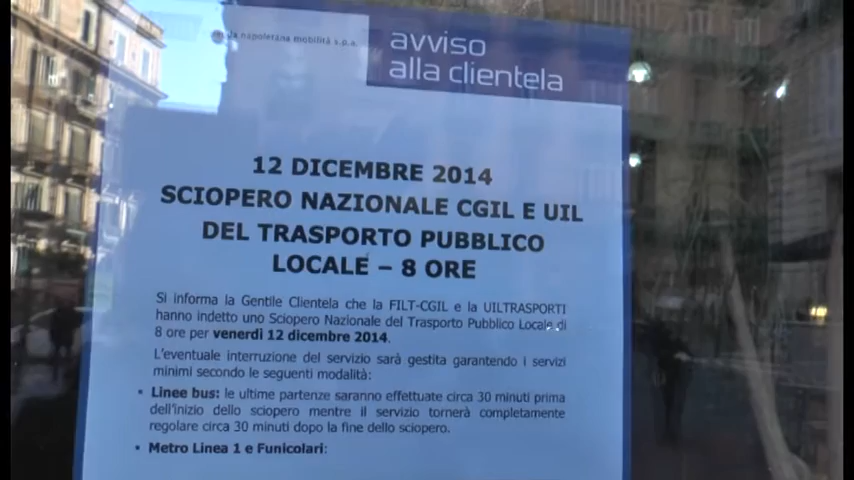 la napoletana mobilità s.p.a.
avviso
alla clientela
12 DICEMBRE 2014
SCIOPERO NAZIONALE CGIL E UIL
DEL TRASPORTO PUBBLICO
LOCALE – 8 ORE
Si informa la Gentile Clientela che la FILT-CGIL e la UILTRASPORTI
hanno indetto uno Sciopero Nazionale del Trasporto Pubblico Locale di
8 ore per venerdì 12 dicembre 2014.
L'eventuale interruzione del servizio sarà gestita garantendo i servizi
minimi secondo le seguenti modalità:
• Linee bus: le ultime partenze saranno effettuate circa 30 minuti prima
dell'inizio dello sciopero mentre il servizio tornerà completamente
regolare circa 30 minuti dopo la fine dello sciopero.
• Metro Linea 1 e Funicolari: